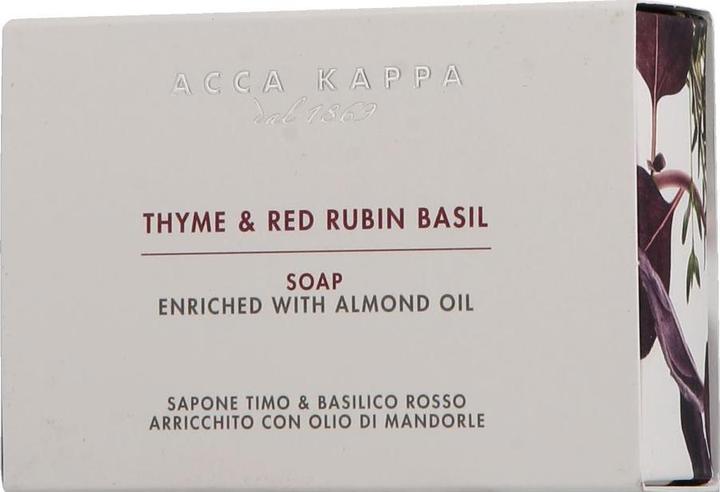 ACCA KAPPA
dal 1869
THYME & RED RUBIN BASIL
SOAP
ENRICHED WITH ALMOND OIL
SAPONE TIMO & BASILICO ROSSO
ARRICCHITO CON OLIO DI MANDORLE